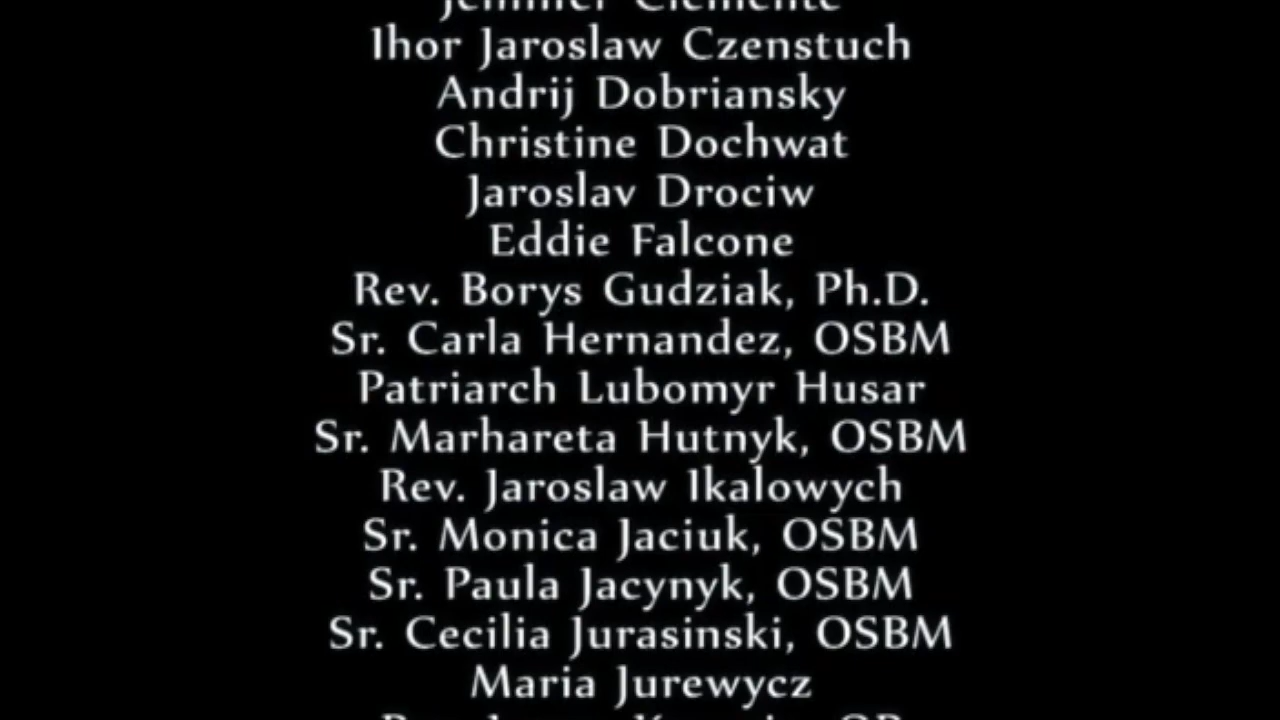 Jennifer Clemente
Ihor Jaroslaw Czenstuch
Andrij Dobriansky
Christine Dochwat
Jaroslav Drociw
Eddie Falcone
Rev. Borys Gudziak, Ph.D.
Sr. Carla Hernandez, OSBM
Patriarch Lubomyr Husar
Sr. Marhareta Hutnyk, OSBM
Rev. Jaroslaw Ikalowych
Sr. Monica Jaciuk, OSBM
Sr. Paula Jacynyk, OSBM
Sr. Cecilia Jurasinski, OSBM
Maria Jurewycz